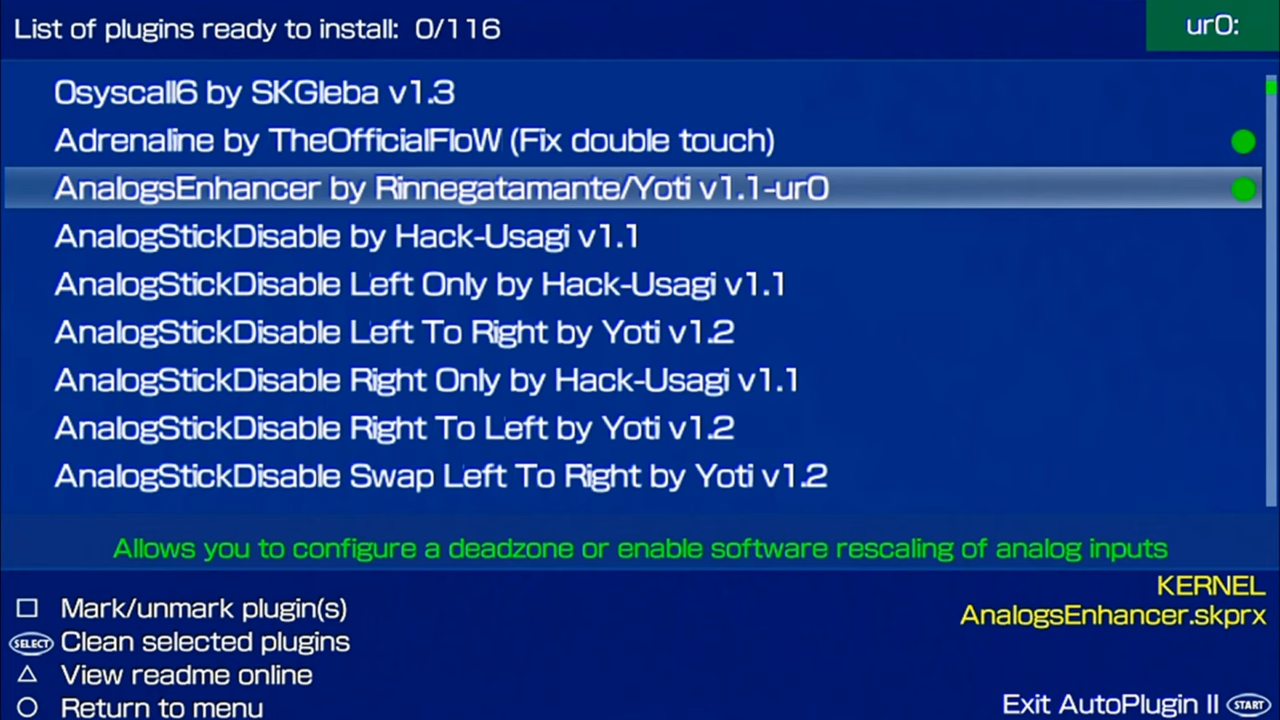 List of plugins ready to install: 0/116
ur0:
0syscall6 by SKGleba v1.3
Adrenaline by TheOfficialFloW (Fix double touch)
AnalogsEnhancer by Rinnegatamante/Yoti v1.1-ur0
AnalogStickDisable by Hack-Usagi v1.1
AnalogStickDisable Left Only by Hack-Usagi v1.1
AnalogStickDisable Left To Right by Yoti v1.2
AnalogStickDisable Right Only by Hack-Usagi v1.1
AnalogStickDisable Right To Left by Yoti v1.2
AnalogStickDisable Swap Left To Right by Yoti v1.2
Allows you to configure a deadzone or enable software rescaling of analog inputs
KERNEL
AnalogsEnhancer.skprx
Mark/unmark plugin(s)
SELECT Clean selected plugins
View readme online
Return to menu
Exit AutoPlugin II START